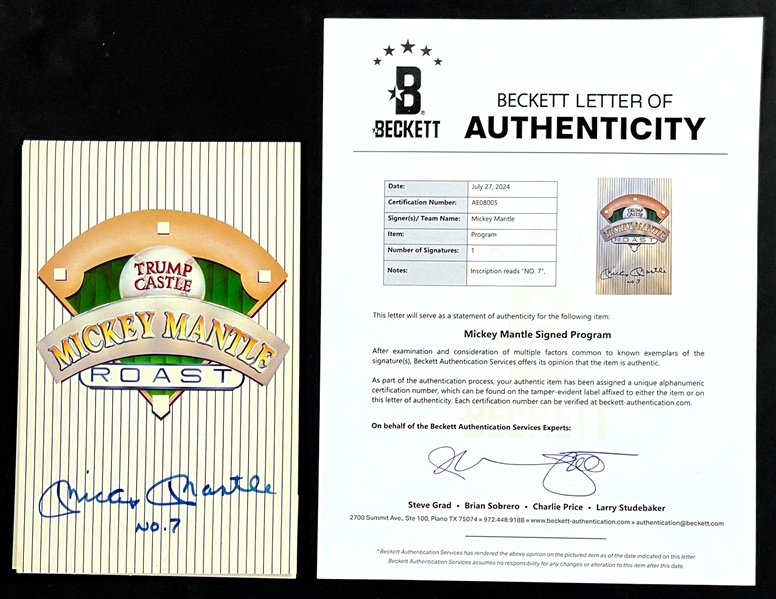 TRUMP
CASTLE
MICKEY MANTLE
ROAST
Mickey Mantle
NO. 7
B
BECKETT
BECKETT LETTER OF
AUTHENTICITY
Date: July 27, 2024
Certification Number: AE08005
Signer(s)/ Team Name: Mickey Mantle
Item: Program
Number of Signatures: 1
Notes: Inscription reads "NO. 7",
TRUMP
CASTLE
MICKEY MANTLE
ROAST
Mickey Mantle
NO. 7
This letter will serve as a statement of authenticity for the following item:
Mickey Mantle Signed Program
After examination and consideration of multiple factors common to known exemplars of the
signature(s), Beckett Authentication Services offers its opinion that the item is authentic.
As part of the authentication process, your authentic item has been assigned a unique alphanumeric
certification number, which can be found on the tamper-evident label affixed to either the item or on
this letter of authenticity. Each certification number can be verified at beckett-authentication.com.
On behalf of the Beckett Authentication Services Experts:
Steve Grad • Brian Sobrero • Charlie Price • Larry Studebaker
2700 Summit Ave., Ste 100, Plano TX 75074 » 972.448.9188 » www.beckett-authentication.com » authentication@beckett.com
* Beckett Authentication Services has rendered the above opinion on the pictured item as of the date indicated on this letter.
Beckett Authentication Services assumes no responsibility for any changes or alteration to this item after this date.